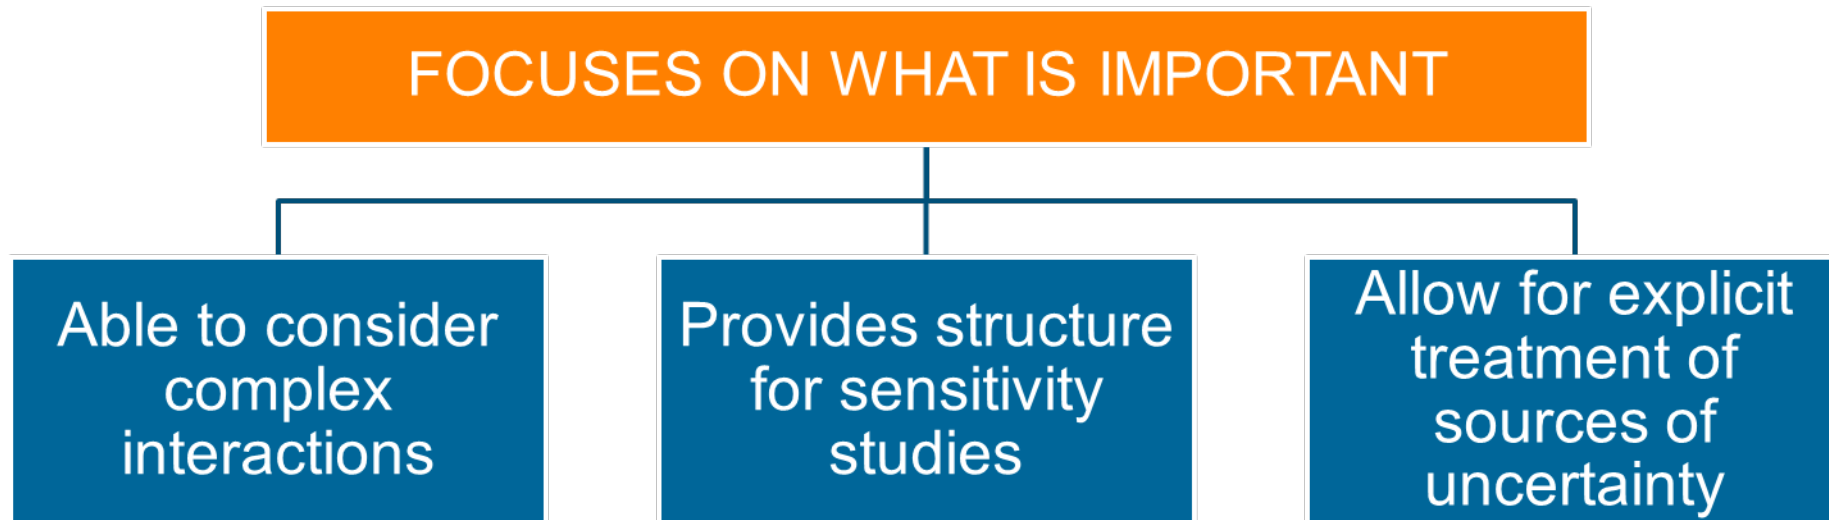 FOCUSES ON WHAT IS IMPORTANT
Able to consider
complex
interactions
Provides structure
for sensitivity
studies
Allow for explicit
treatment of
sources of
uncertainty